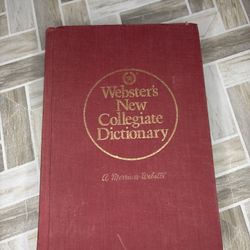 Webster's
New
Collegiate
Dictionary
A Merriam-Webster